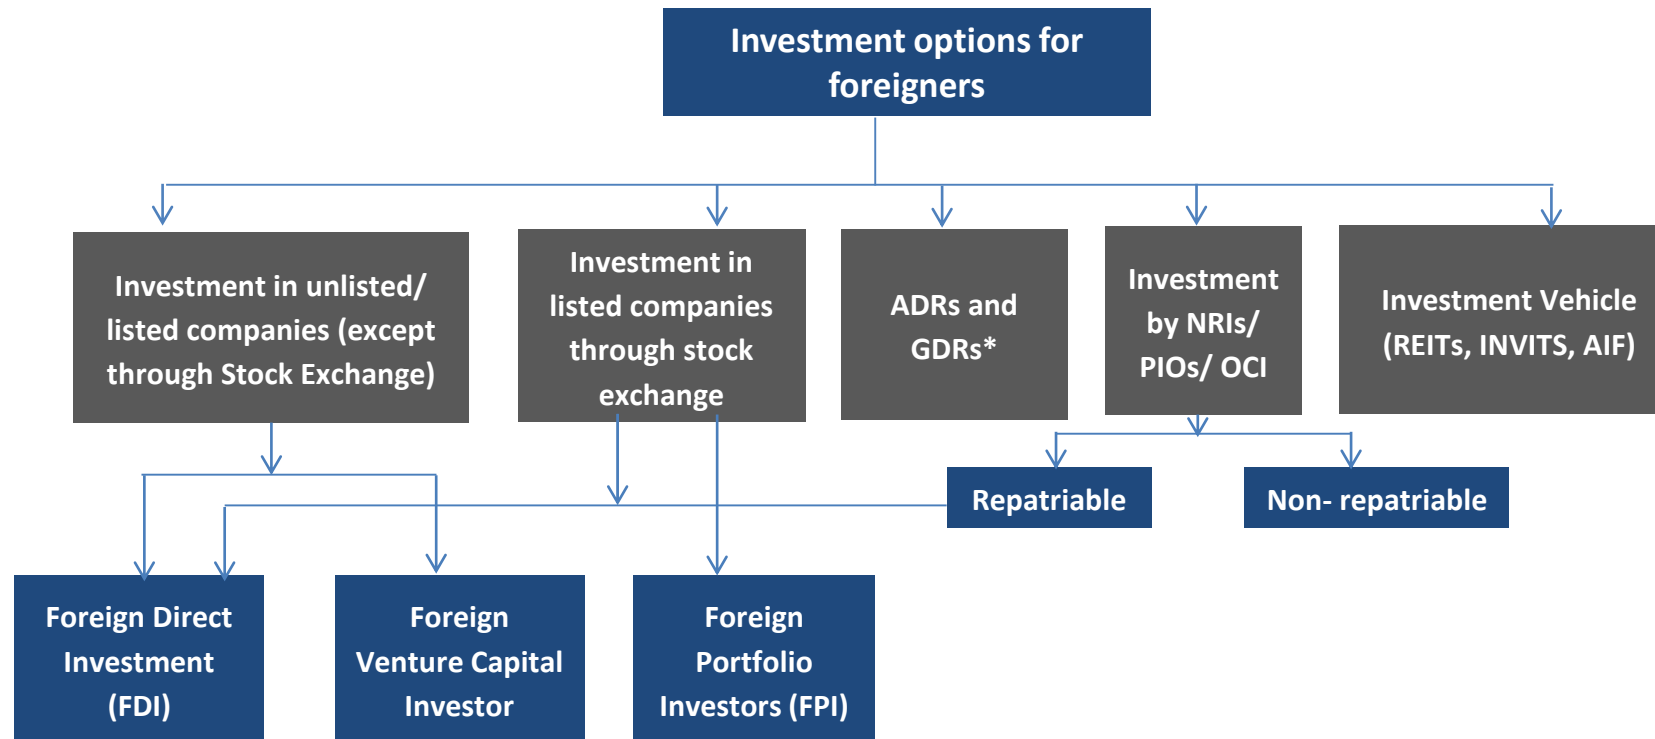 Investment options for
foreigners
Investment in unlisted/
listed companies (except
through Stock Exchange)
Investment in
listed companies
through stock
exchange
ADRs and
GDRs*
Investment
by NRIs/
PIOs/ OCI
Investment Vehicle
(REITs, INVITS, AIF)
Repatriable
Non- repatriable
Foreign Direct
Investment
(FDI)
Foreign
Venture Capital
Investor
Foreign
Portfolio
Investors (FPI)